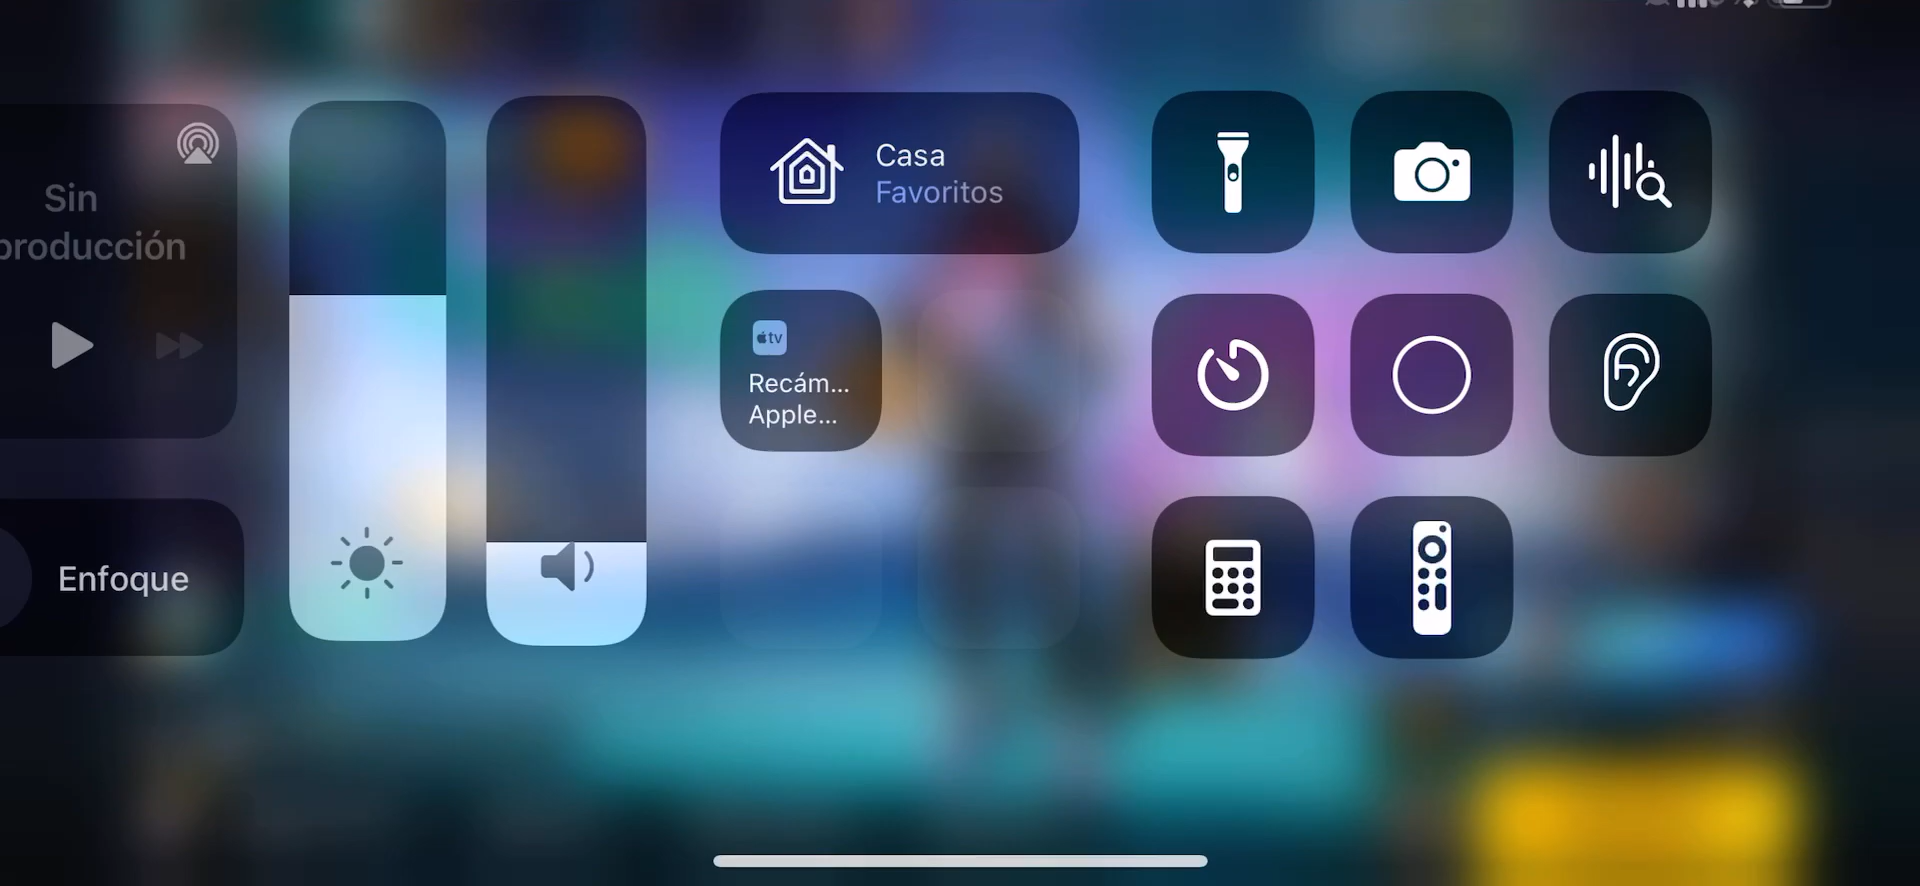 Sin
producción
Enfoque
Casa
Favoritos
tv
Recám...
Apple...